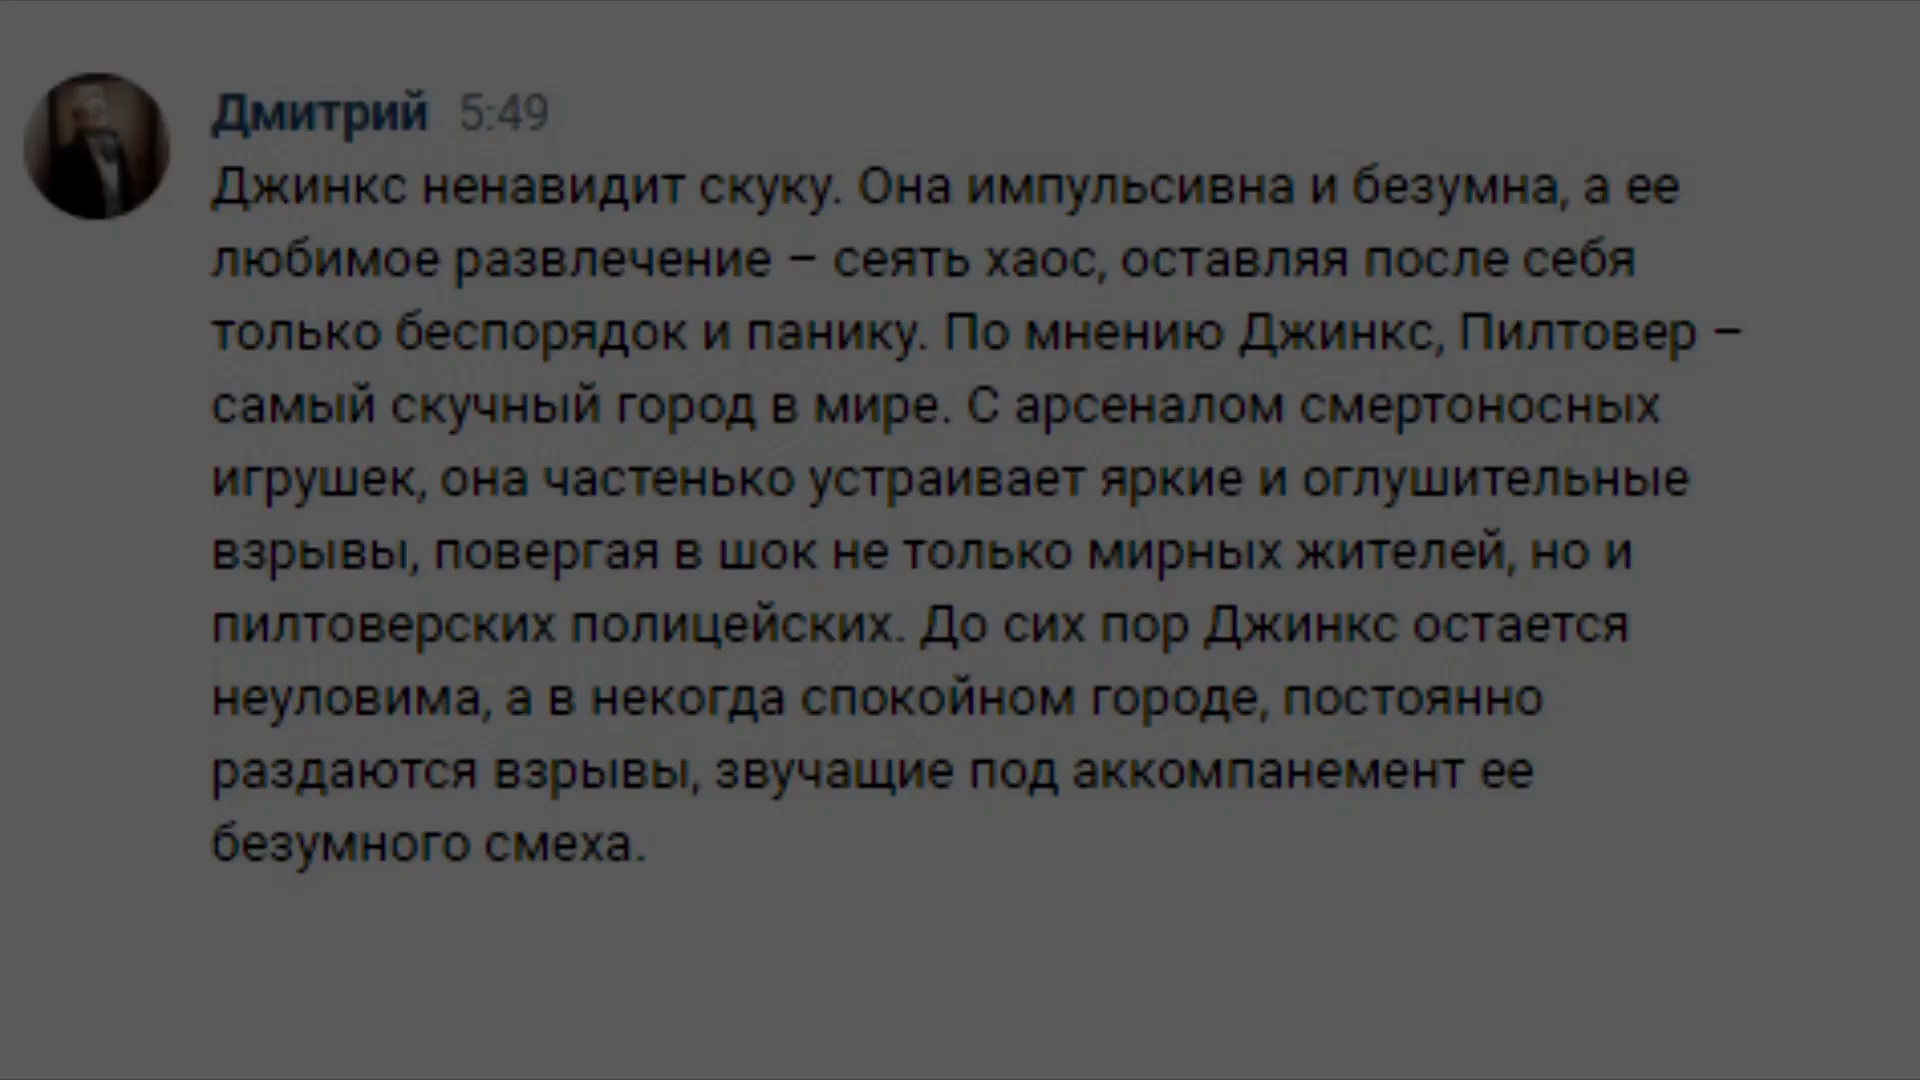 Дмитрий 5:49
Джинкс ненавидит скуку. Она импульсивна и безумна, а ее
любимое развлечение – сеять хаос, оставляя после себя
только беспорядок и панику. По мнению Джинкс, Пилтовер –
самый скучный город в мире. С арсеналом смертоносных
игрушек, она частенько устраивает яркие и оглушительные
взрывы, повергая в шок не только мирных жителей, но и
пилтоверских полицейских. До сих пор Джинкс остается
неуловима, а в некогда спокойном городе, постоянно
раздаются взрывы, звучащие под аккомпанемент ее
безумного смеха.